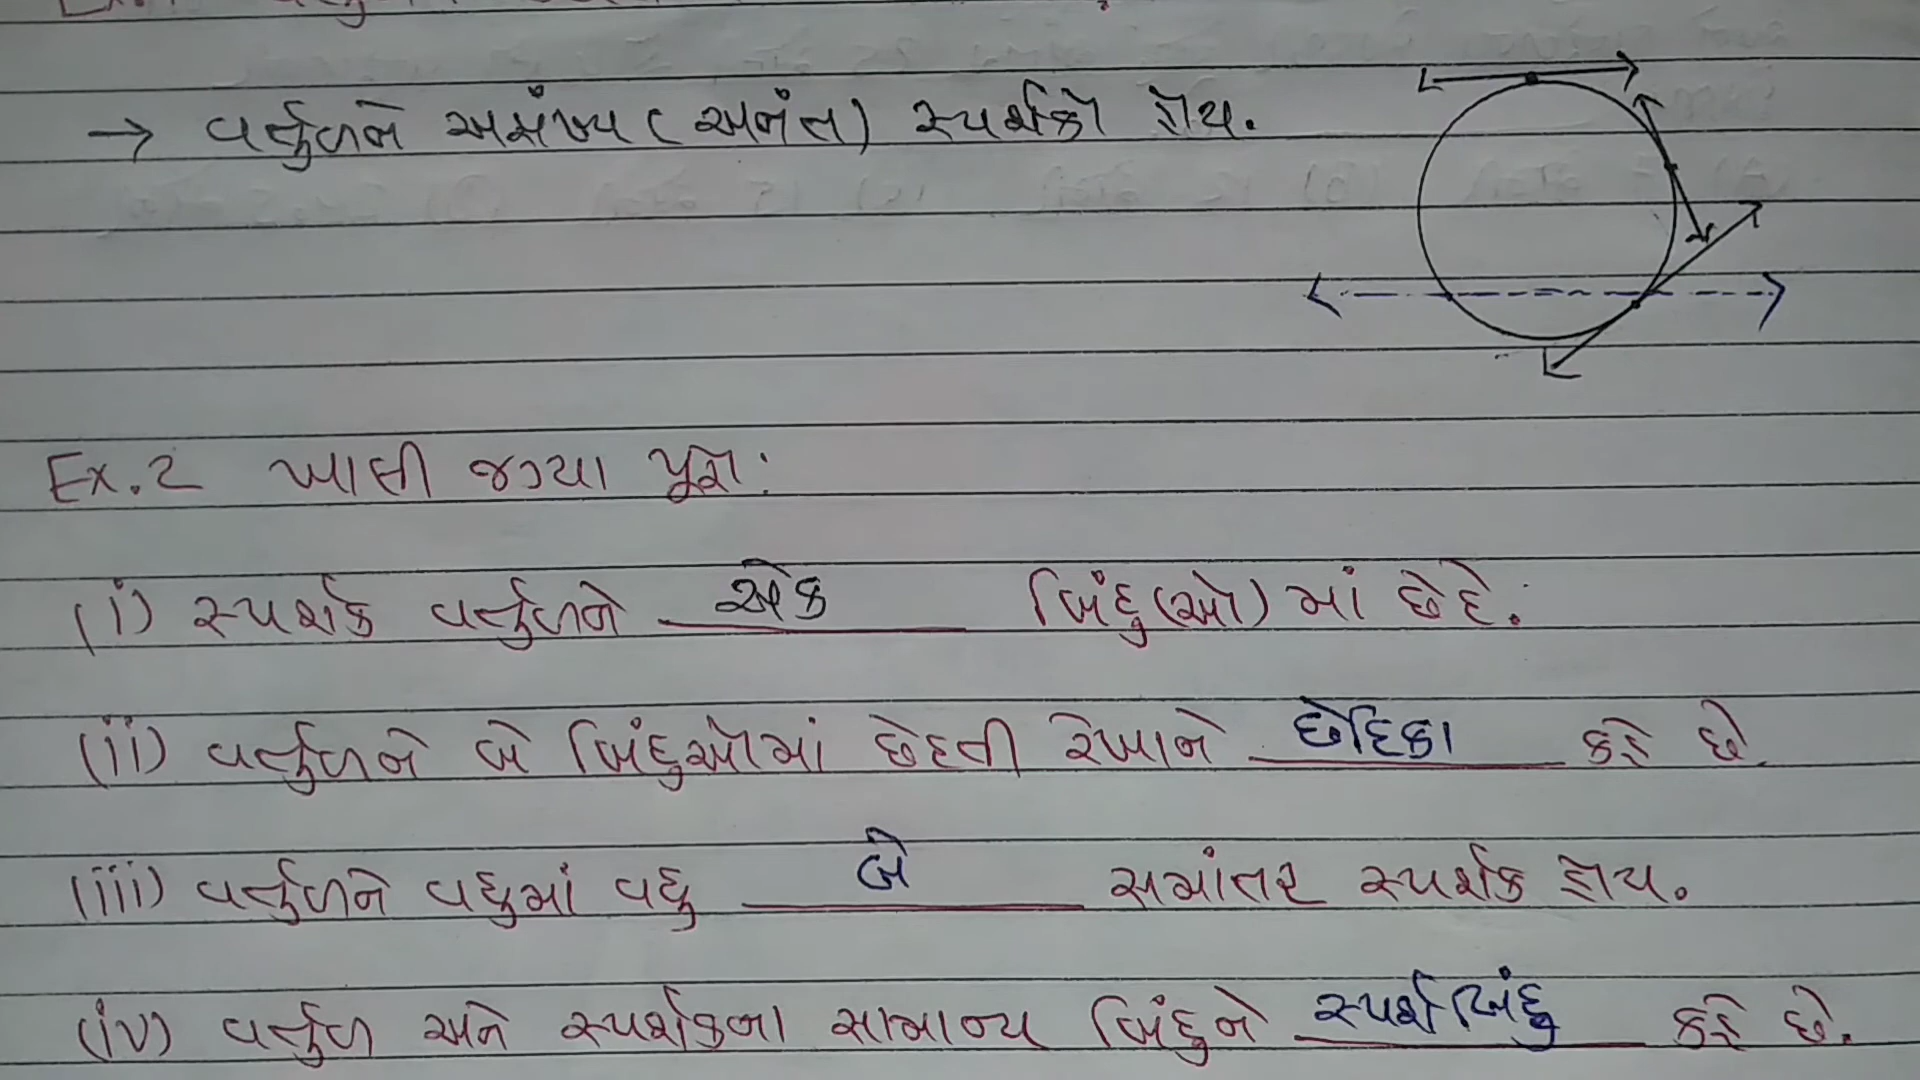 → વર્તુળને અસંખ્ય (અનંત) સ્પર્શકો હોય.
Ex.2 ખાલી જગ્યા પૂરો:
(i) સ્પર્શક વર્તુળને એક બિંદુ(ઓ)માં છેદે.
(ii) વર્તુળને બે બિંદુઓમાં છેદતી રેખાને છેદિકા કહે છે.
(iii) વર્તુળને વધુમાં વધુ બે સમાંતર સ્પર્શક હોય.
(iv) વર્તુળ અને સ્પર્શકના સામાન્ય બિંદુને સ્પર્શબિંદુ કહે છે.